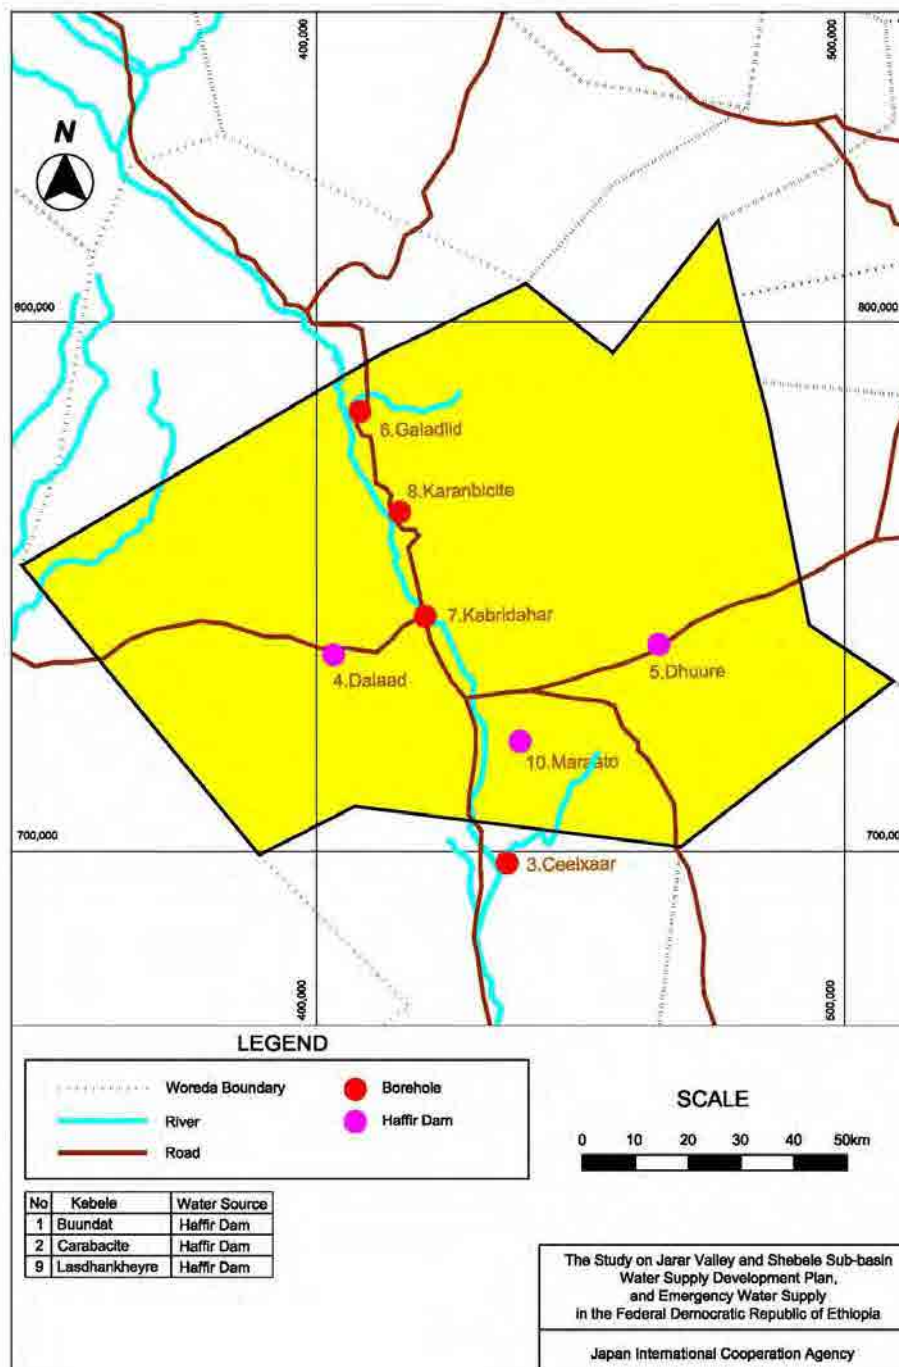 400,000
500,000
N
800,000
800,000
6.Galadiid
8.Karanbicite
7.Kabridahar
4.Dalaad
5.Dhuure
10.Maraato
700,000
700,000
3.Ceelxaar
400,000
500,000
LEGEND
Woreda Boundary
River
Road
Borehole
Haffir Dam
SCALE
0 10 20 30 40 50km
No Kebele Water Source
1 Buundat Haffir Dam
2 Carabacite Haffir Dam
9 Lasdhankheyre Haffir Dam
The Study on Jarar Valley and Shebele Sub-basin
Water Supply Development Plan,
and Emergency Water Supply
in the Federal Democratic Republic of Ethiopia
Japan International Cooperation Agency